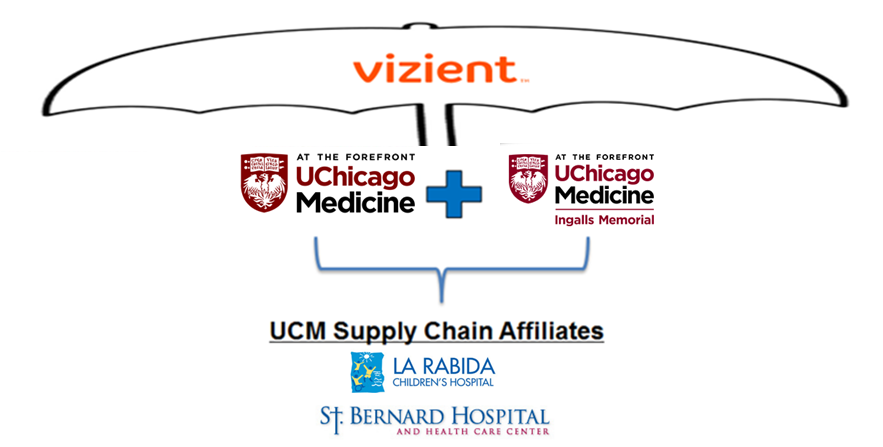 vizient
AT THE FOREFRONT
UChicago
Medicine
AT THE FOREFRONT
UChicago
Medicine
Ingalls Memorial
UCM Supply Chain Affiliates
LA RABIDA
CHILDREN'S HOSPITAL
ST. BERNARD HOSPITAL
AND HEALTH CARE CENTER